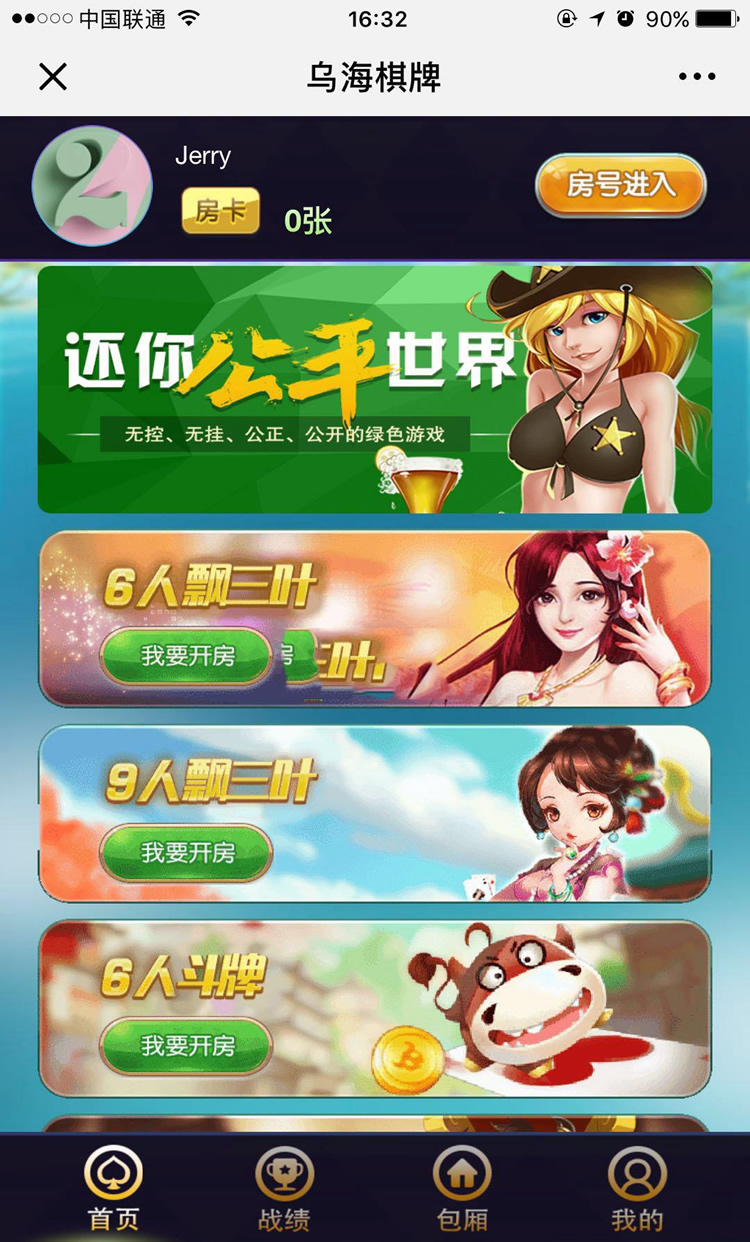 中国联通
16:32
90%
乌海棋牌
Jerry
房卡
0张
房号进入
还你公平世界
无控、无挂、公正、公开的绿色游戏
6人飘三叶
我要开房
房
三叶
9人飘三叶
我要开房
6人斗牌
我要开房
首页
战绩
包厢
我的